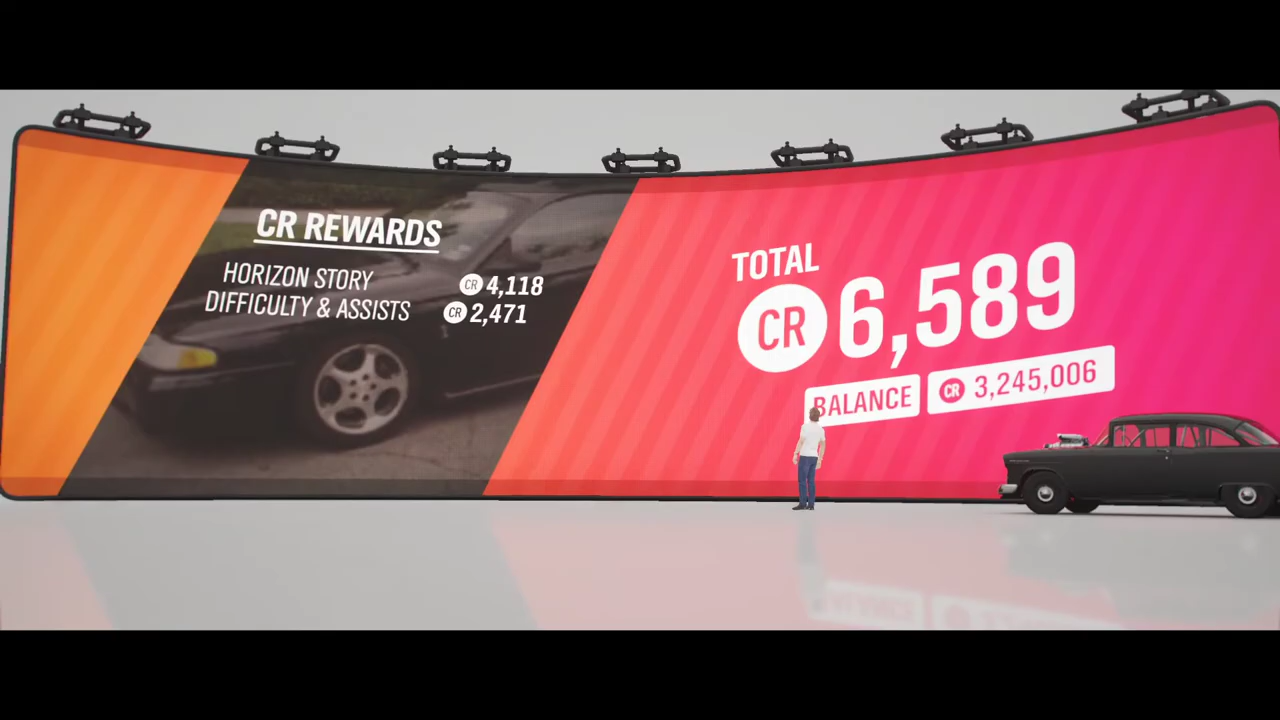 CR REWARDS
HORIZON STORY CR 4,118
DIFFICULTY & ASSISTS CR 2,471
TOTAL
CR 6,589
BALANCE CR 3,245,006